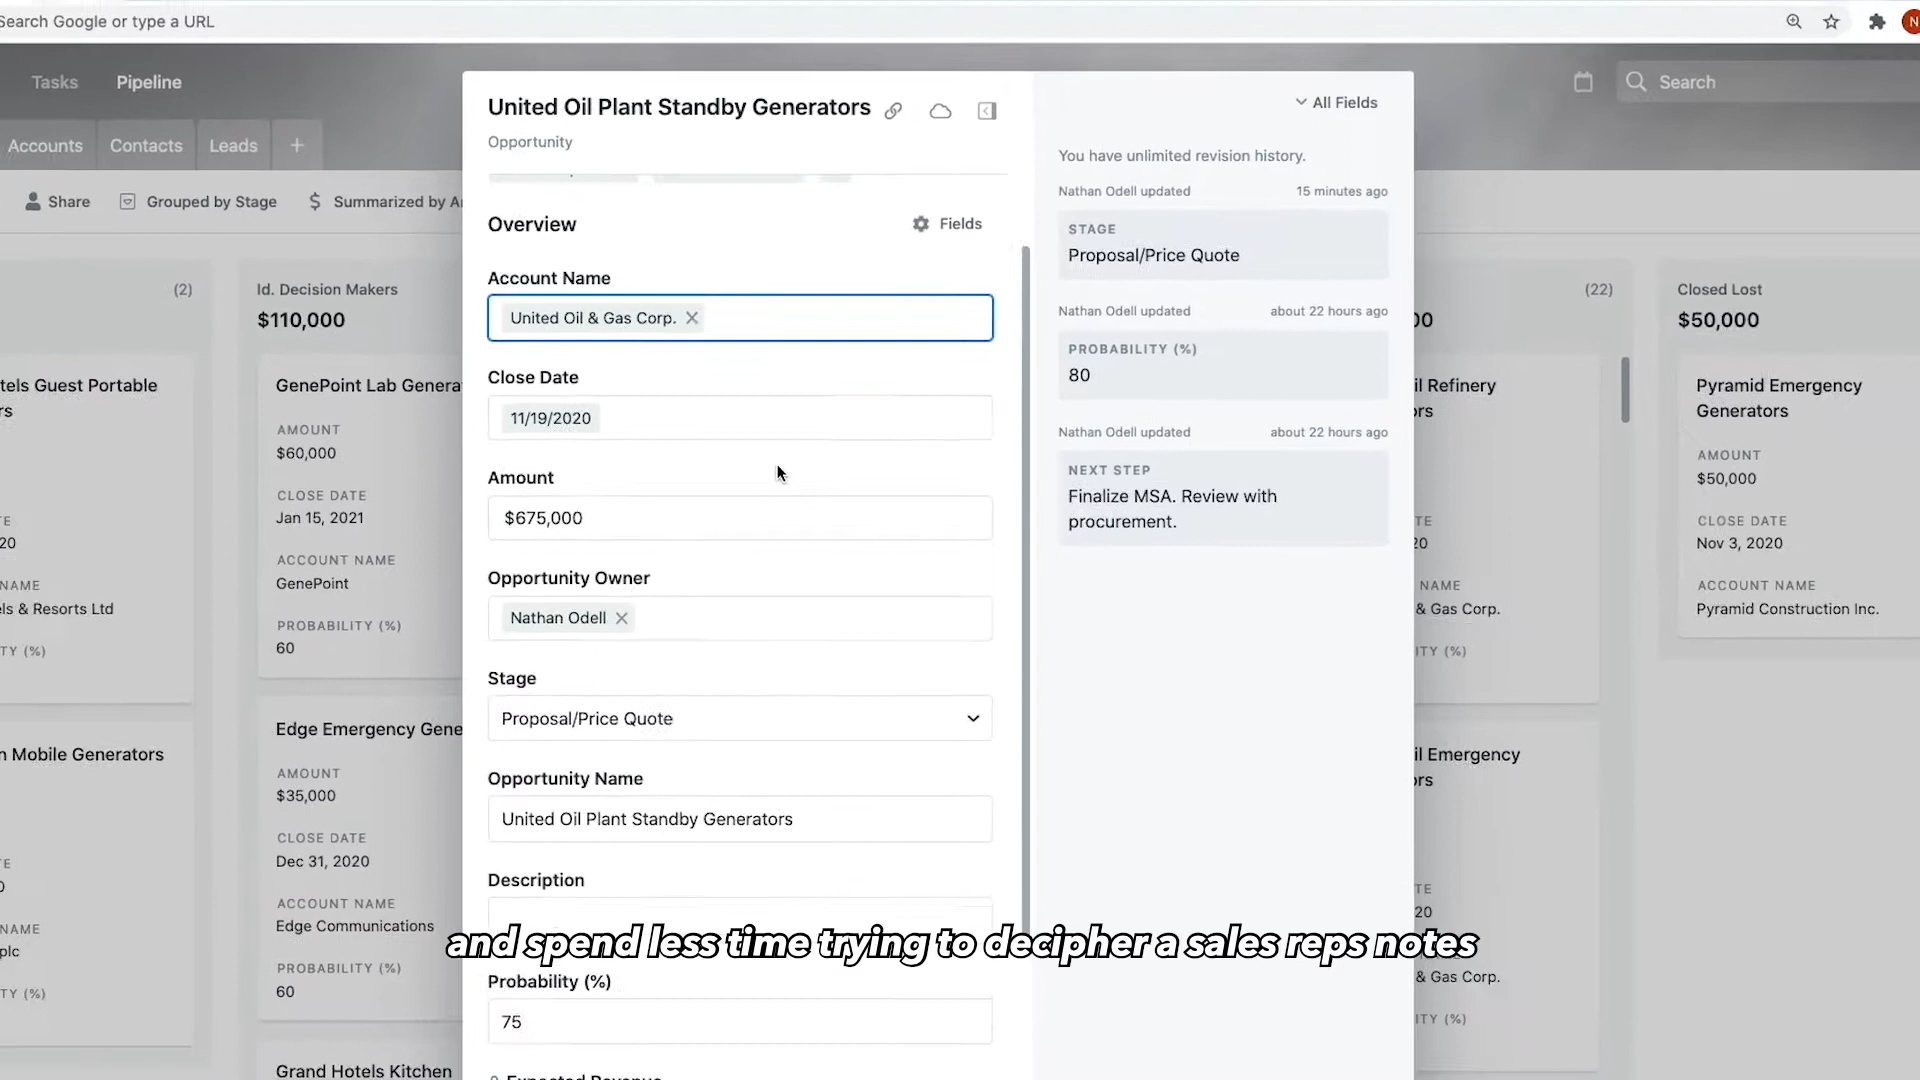 Search Google or type a URL
N
Tasks
Pipeline
Search
Accounts
Contacts
Leads
+
Share
Grouped by Stage
$ Summarized by
(2)
tels Guest Portable
AMOUNT
20
NAME
els & Resorts Ltd
TY (%)
n Mobile Generators
NAME
plc
TY (%)
Id. Decision Makers
$110,000
GenePoint Lab Genera
AMOUNT
$60,000
CLOSE DATE
Jan 15, 2021
ACCOUNT NAME
GenePoint
PROBABILITY (%)
60
Edge Emergency Gene
AMOUNT
$35,000
CLOSE DATE
Dec 31, 2020
ACCOUNT NAME
Edge Communications
PROBABILITY (%)
60
Grand Hotels Kitchen
United Oil Plant Standby Generators
Opportunity
Overview
Fields
Account Name
United Oil & Gas Corp.
Close Date
11/19/2020
Amount
$675,000
Opportunity Owner
Nathan Odell
Stage
Proposal/Price Quote
Opportunity Name
United Oil Plant Standby Generators
Description
Probability (%)
75
Expected Revenue
All Fields
You have unlimited revision history.
Nathan Odell updated 15 minutes ago
STAGE
Proposal/Price Quote
Nathan Odell updated about 22 hours ago
PROBABILITY (%)
80
Nathan Odell updated about 22 hours ago
NEXT STEP
Finalize MSA. Review with
procurement.
(22)
il Refinery
rs
TE
20
NAME
& Gas Corp.
ITY (%)
il Emergency
rs
TE
20
NAME
& Gas Corp.
ITY (%)
Closed Lost
$50,000
Pyramid Emergency
Generators
AMOUNT
$50,000
CLOSE DATE
Nov 3, 2020
ACCOUNT NAME
Pyramid Construction Inc.
and spend less time trying to decipher a sales reps notes